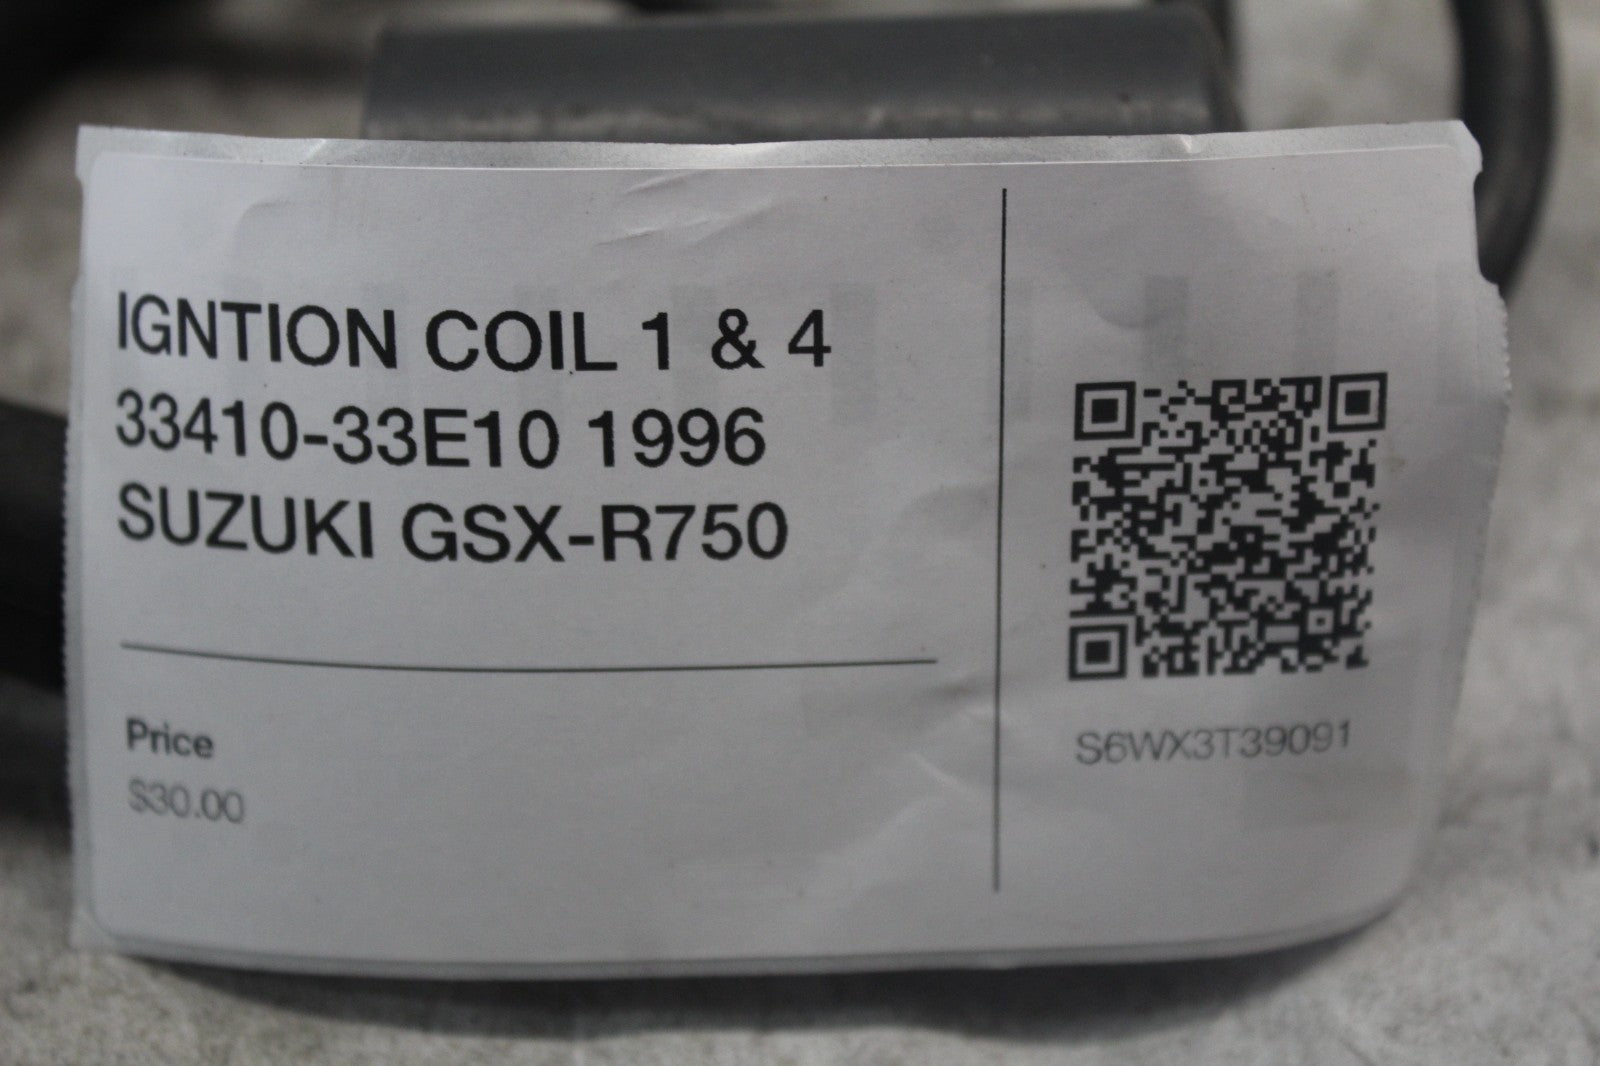 IGNTION COIL 1 & 4
33410-33E10 1996
SUZUKI GSX-R750
Price
$30.00
S6WX3T39091